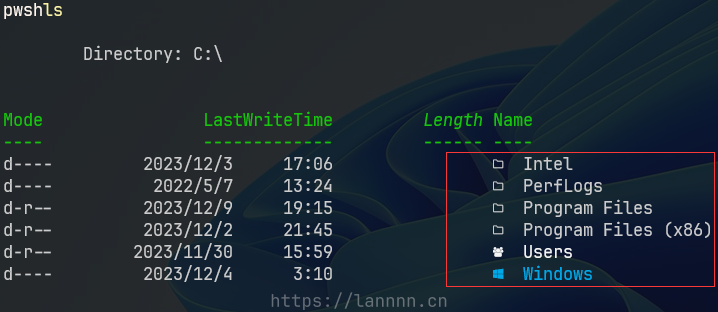 pwshls
Directory: C:\
Mode LastWriteTime Length Name
---- ------------- ------ ----
d---- 2023/12/3 17:06 Intel
d---- 2022/5/7 13:24 PerfLogs
d-r-- 2023/12/9 19:15 Program Files
d-r-- 2023/12/2 21:45 Program Files (x86)
d-r-- 2023/11/30 15:59 Users
d---- 2023/12/4 3:10 Windows
https://lannnn.cn